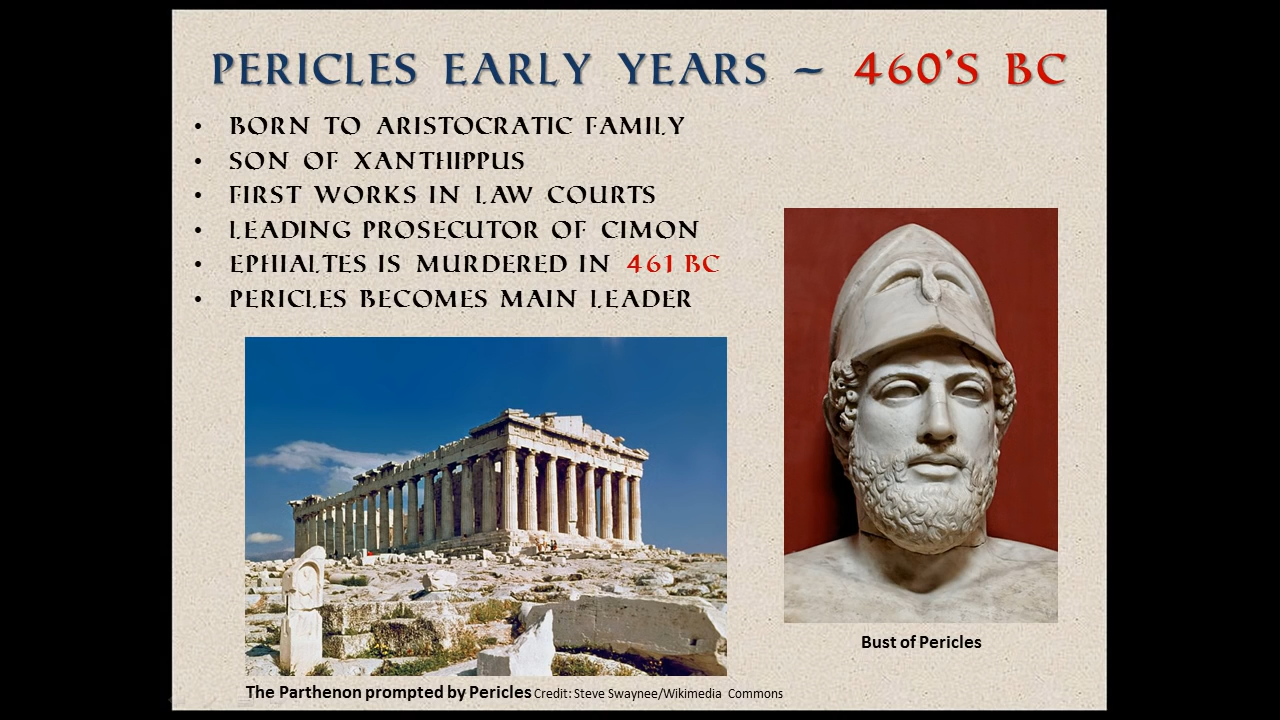 PERICLES EARLY YEARS – 460'S BC
• BORN TO ARISTOCRATIC FAMILY
• SON OF XANTHIPPUS
• FIRST WORKS IN LAW COURTS
• LEADING PROSECUTOR OF CIMON
• EPHIALTES IS MURDERED IN 461 BC
• PERICLES BECOMES MAIN LEADER
Bust of Pericles
The Parthenon prompted by Pericles Credit: Steve Swaynee/Wikimedia Commons